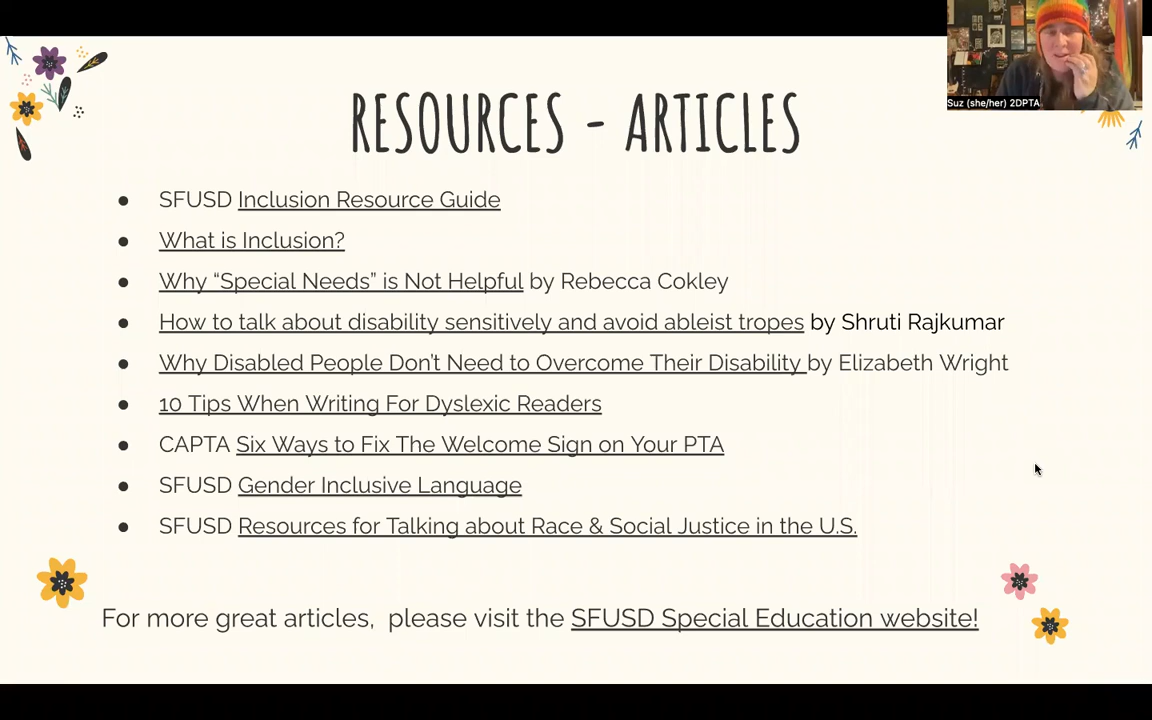 Suz (she/her) 2DPTA
RESOURCES - ARTICLES
● SFUSD Inclusion Resource Guide
● What is Inclusion?
● Why “Special Needs” is Not Helpful by Rebecca Cokley
● How to talk about disability sensitively and avoid ableist tropes by Shruti Rajkumar
● Why Disabled People Don’t Need to Overcome Their Disability by Elizabeth Wright
● 10 Tips When Writing For Dyslexic Readers
● CAPTA Six Ways to Fix The Welcome Sign on Your PTA
● SFUSD Gender Inclusive Language
● SFUSD Resources for Talking about Race & Social Justice in the U.S.
For more great articles,  please visit the SFUSD Special Education website!